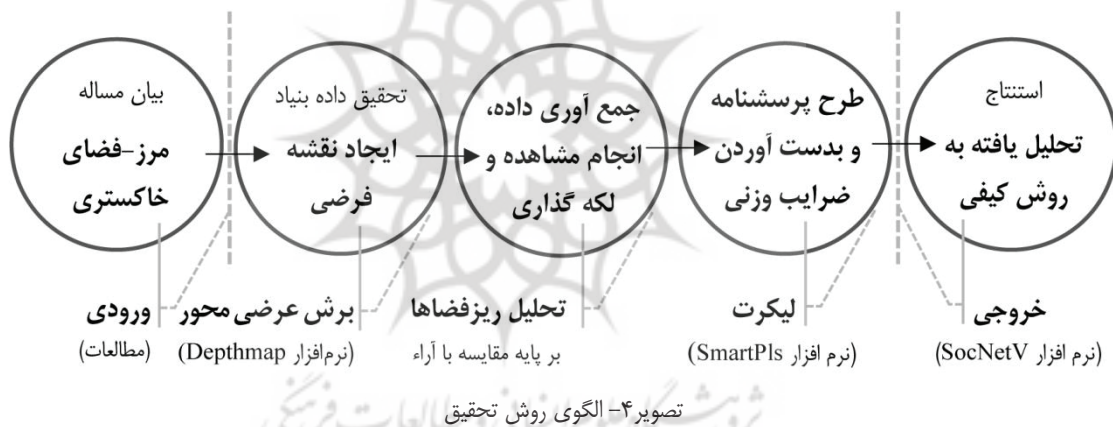 بیان مساله
مرز-فضای
خاکستری
تحقیق داده بنیاد
ایجاد نقشه
فرضی
جمع آوری داده،
انجام مشاهده و
لکه گذاری
طرح پرسشنامه
و بدست آوردن
ضرایب وزنی
استنتاج
تحلیل یافته به
روش کیفی
ورودی
(مطالعات)
برش عرضی محور
(نرم‌افزار Depthmap)
تحلیل ریزفضاها
بر پایه مقایسه با آراء
لیکرت
(نرم افزار SmartPls)
خروجی
(نرم افزار SocNetV)
تصویر۴- الگوی روش تحقیق